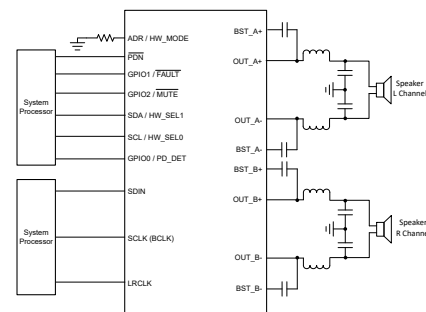 ADR / HW_MODE
PDN
GPIO1 / FAULT
GPIO2 / MUTE
SDA / HW_SEL1
SCL / HW_SEL0
GPIO0 / PD_DET
System
Processor
SDIN
SCLK (BCLK)
LRCLK
System
Processor
BST_A+
OUT_A+
OUT_A-
BST_A-
BST_B+
OUT_B+
OUT_B-
BST_B-
Speaker
L Channel
Speaker
R Channel